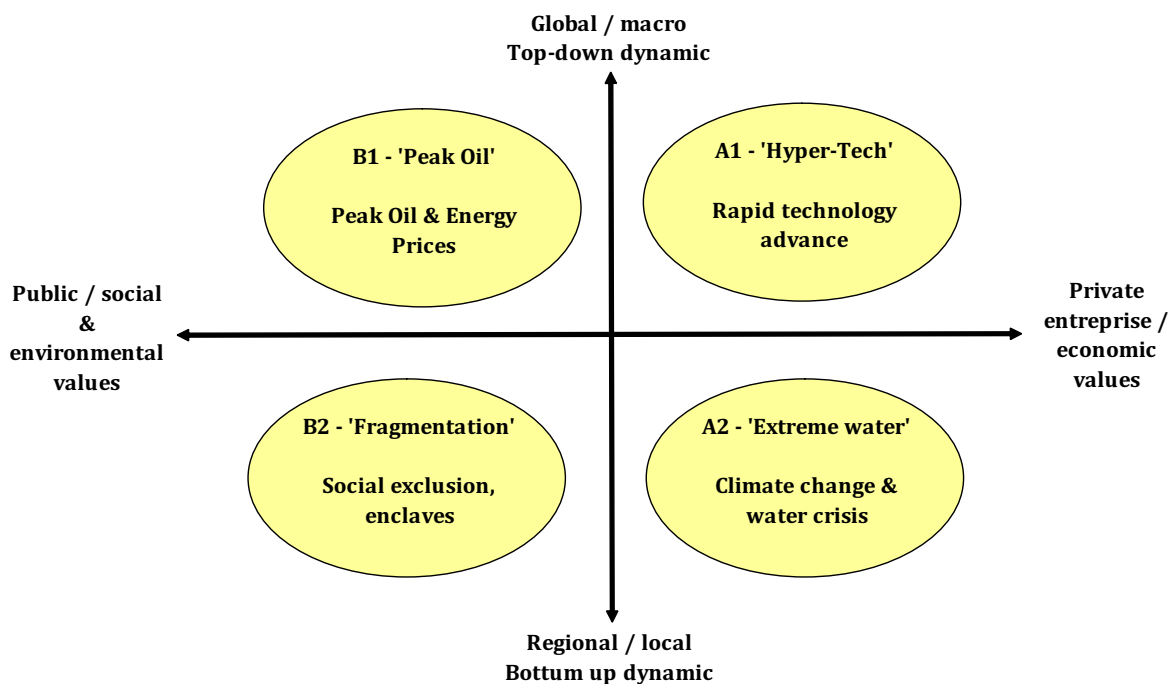 Global / macro
Top-down dynamic
B1 - 'Peak Oil'
Peak Oil & Energy
Prices
A1 - 'Hyper-Tech'
Rapid technology
advance
Public / social
&
environmental
values
Private
entreprise /
economic
values
B2 - 'Fragmentation'
Social exclusion,
enclaves
A2 - 'Extreme water'
Climate change &
water crisis
Regional / local
Bottum up dynamic